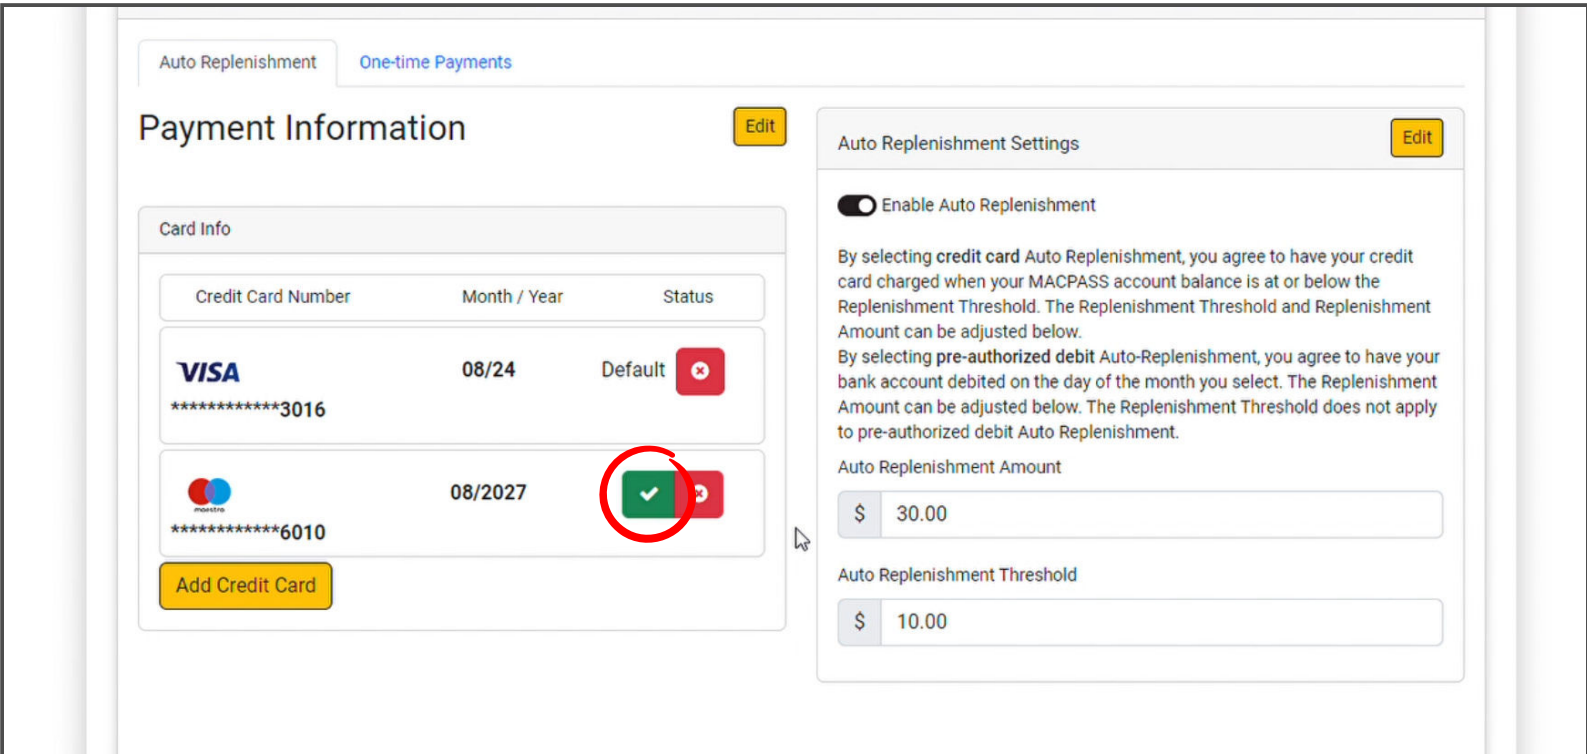 Auto Replenishment
One-time Payments
Payment Information
Edit
Card Info
Credit Card Number Month / Year Status
VISA 08/24 Default
************3016
maestro 08/2027
************6010
Add Credit Card
Auto Replenishment Settings
Edit
Enable Auto Replenishment
By selecting credit card Auto Replenishment, you agree to have your credit
card charged when your MACPASS account balance is at or below the
Replenishment Threshold. The Replenishment Threshold and Replenishment
Amount can be adjusted below.
By selecting pre-authorized debit Auto-Replenishment, you agree to have your
bank account debited on the day of the month you select. The Replenishment
Amount can be adjusted below. The Replenishment Threshold does not apply
to pre-authorized debit Auto Replenishment.
Auto Replenishment Amount
$ 30.00
Auto Replenishment Threshold
$ 10.00